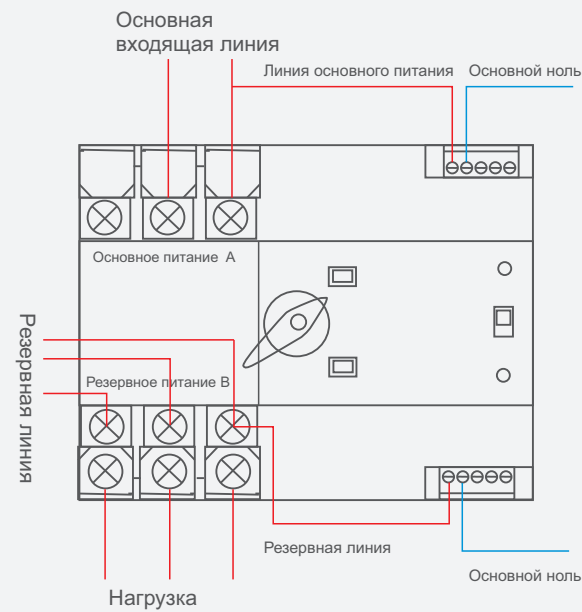 Основная
входящая линия
Линия основного питания
Основной ноль
Основное питание А
Резервная линия
Резервное питание В
Резервная линия
Основной ноль
Нагрузка